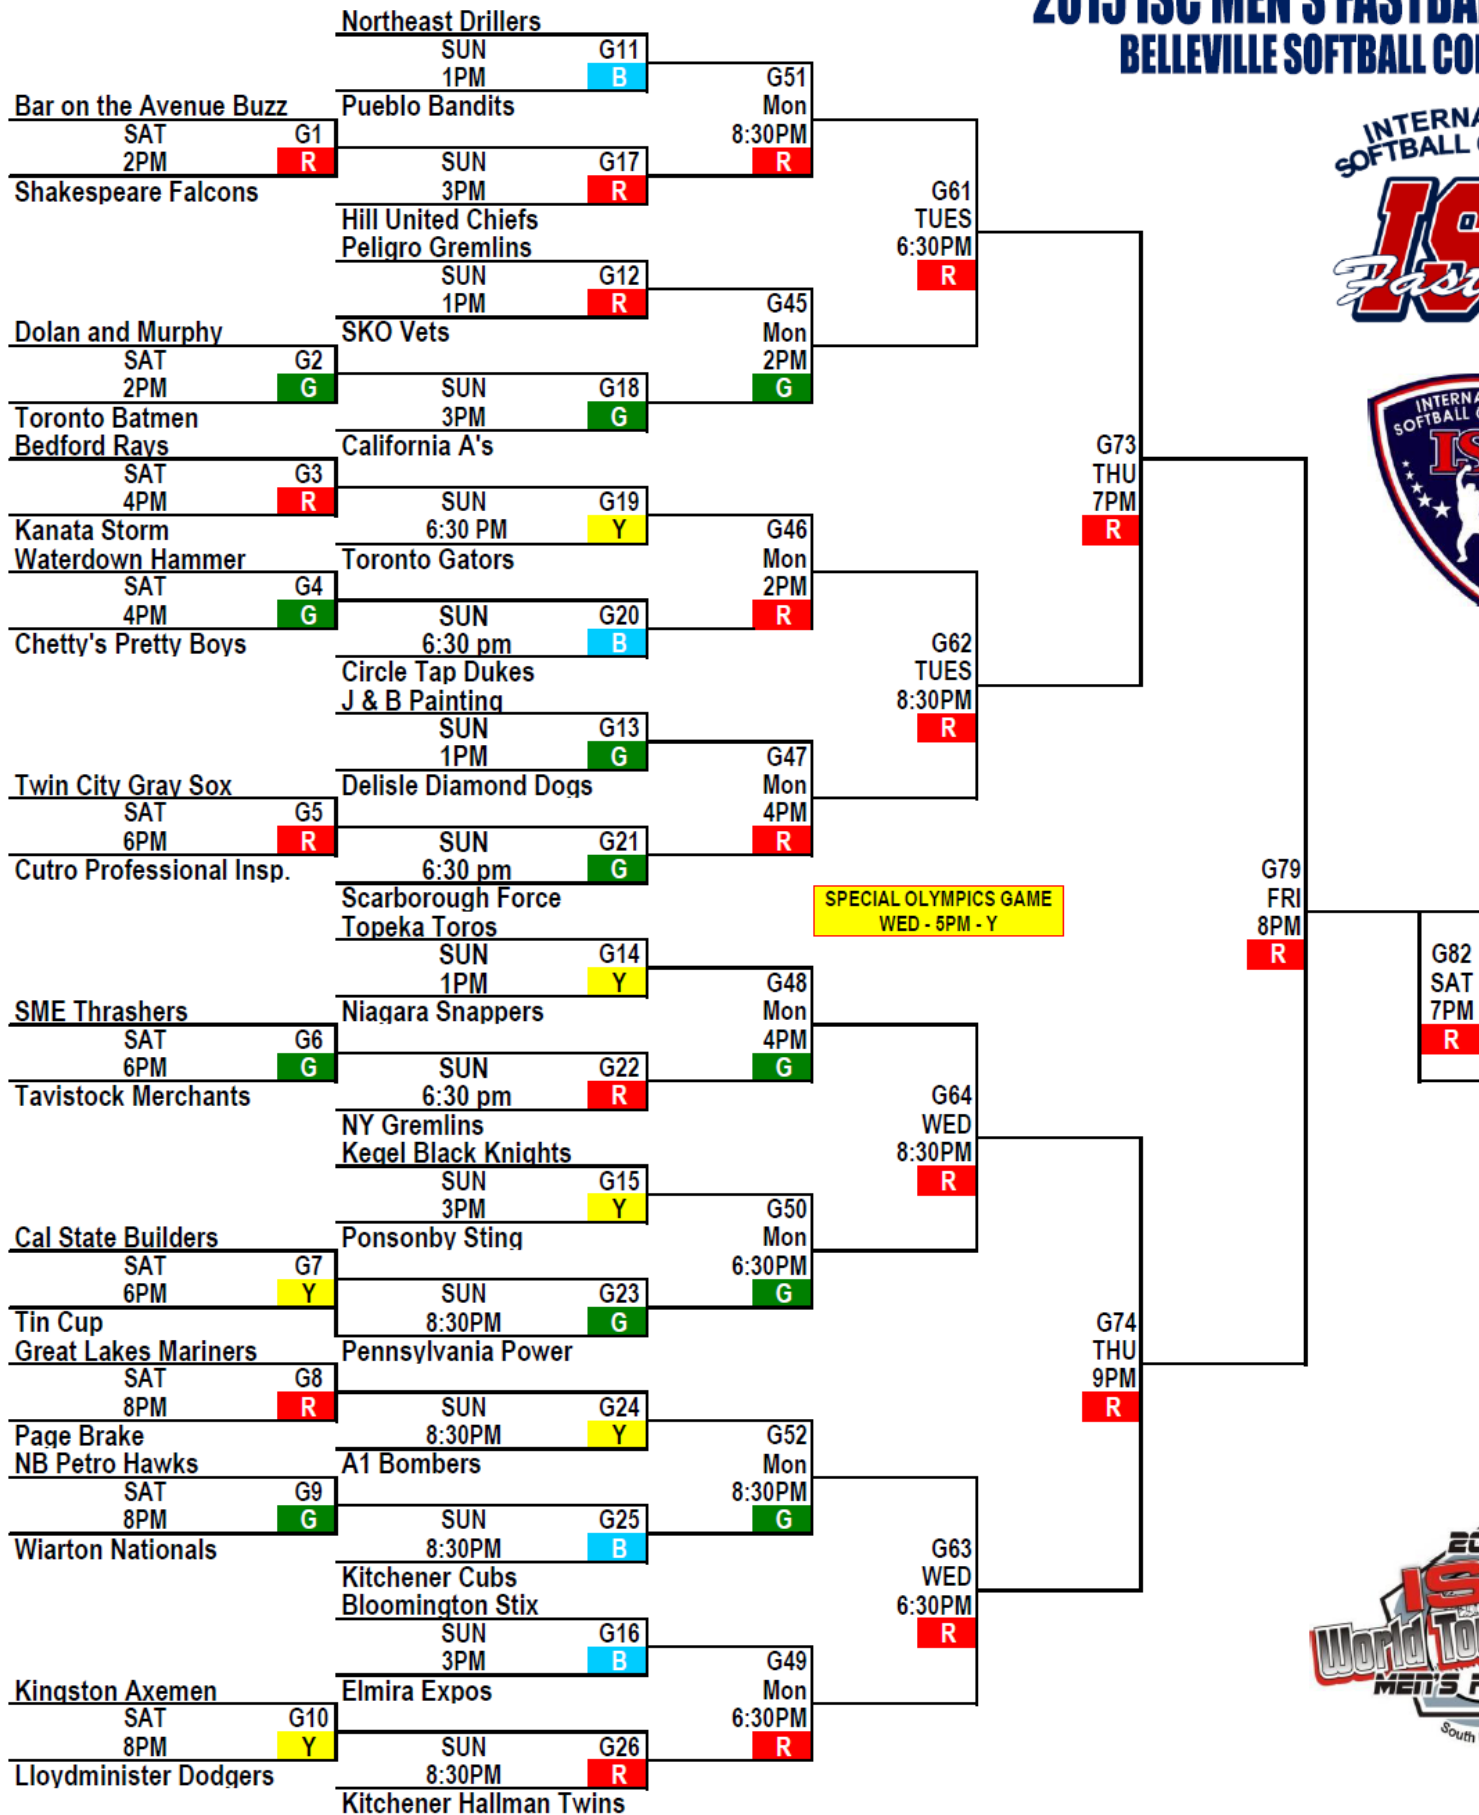 BELLEVILLE SOFTBALL
Northeast Drillers
SUN G11
1PM B
Pueblo Bandits
G51
Mon
8:30PM
R
Bar on the Avenue Buzz
SAT G1
2PM R
Shakespeare Falcons
SUN G17
3PM R
Hill United Chiefs
G61
TUES
6:30PM
R
Peligro Gremlins
SUN G12
1PM R
SKO Vets
G45
Mon
2PM
G
Dolan and Murphy
SAT G2
2PM G
Toronto Batmen
SUN G18
3PM G
California A's
Bedford Rays
SAT G3
4PM R
Kanata Storm
SUN G19
6:30 PM Y
Toronto Gators
G46
Mon
2PM
R
G73
THU
7PM
R
Waterdown Hammer
SAT G4
4PM G
Chetty's Pretty Boys
SUN G20
6:30 pm B
Circle Tap Dukes
G62
TUES
8:30PM
R
J & B Painting
SUN G13
1PM G
Delisle Diamond Dogs
G47
Mon
4PM
R
Twin City Gray Sox
SAT G5
6PM R
Cutro Professional Insp.
SUN G21
6:30 pm G
Scarborough Force
SPECIAL OLYMPICS GAME
WED - 5PM - Y
G79
FRI
8PM
R
G82
SAT
7PM
R
Topeka Toros
SUN G14
1PM Y
Niagara Snappers
G48
Mon
4PM
G
SME Thrashers
SAT G6
6PM G
Tavistock Merchants
SUN G22
6:30 pm R
NY Gremlins
G64
WED
8:30PM
R
Kegel Black Knights
SUN G15
3PM Y
Ponsonby Sting
G50
Mon
6:30PM
G
Cal State Builders
SAT G7
6PM Y
Tin Cup
SUN G23
8:30PM G
Pennsylvania Power
G74
THU
9PM
R
Great Lakes Mariners
SAT G8
8PM R
Page Brake
SUN G24
8:30PM Y
A1 Bombers
G52
Mon
8:30PM
G
NB Petro Hawks
SAT G9
8PM G
Wiarton Nationals
SUN G25
8:30PM B
Kitchener Cubs
G63
WED
6:30PM
R
Bloomington Stix
SUN G16
3PM B
Elmira Expos
G49
Mon
6:30PM
R
Kingston Axemen
SAT G10
8PM Y
Lloydminister Dodgers
SUN G26
8:30PM R
Kitchener Hallman Twins
SOFTBALL
SOFTBALL
World
MEN'S
South